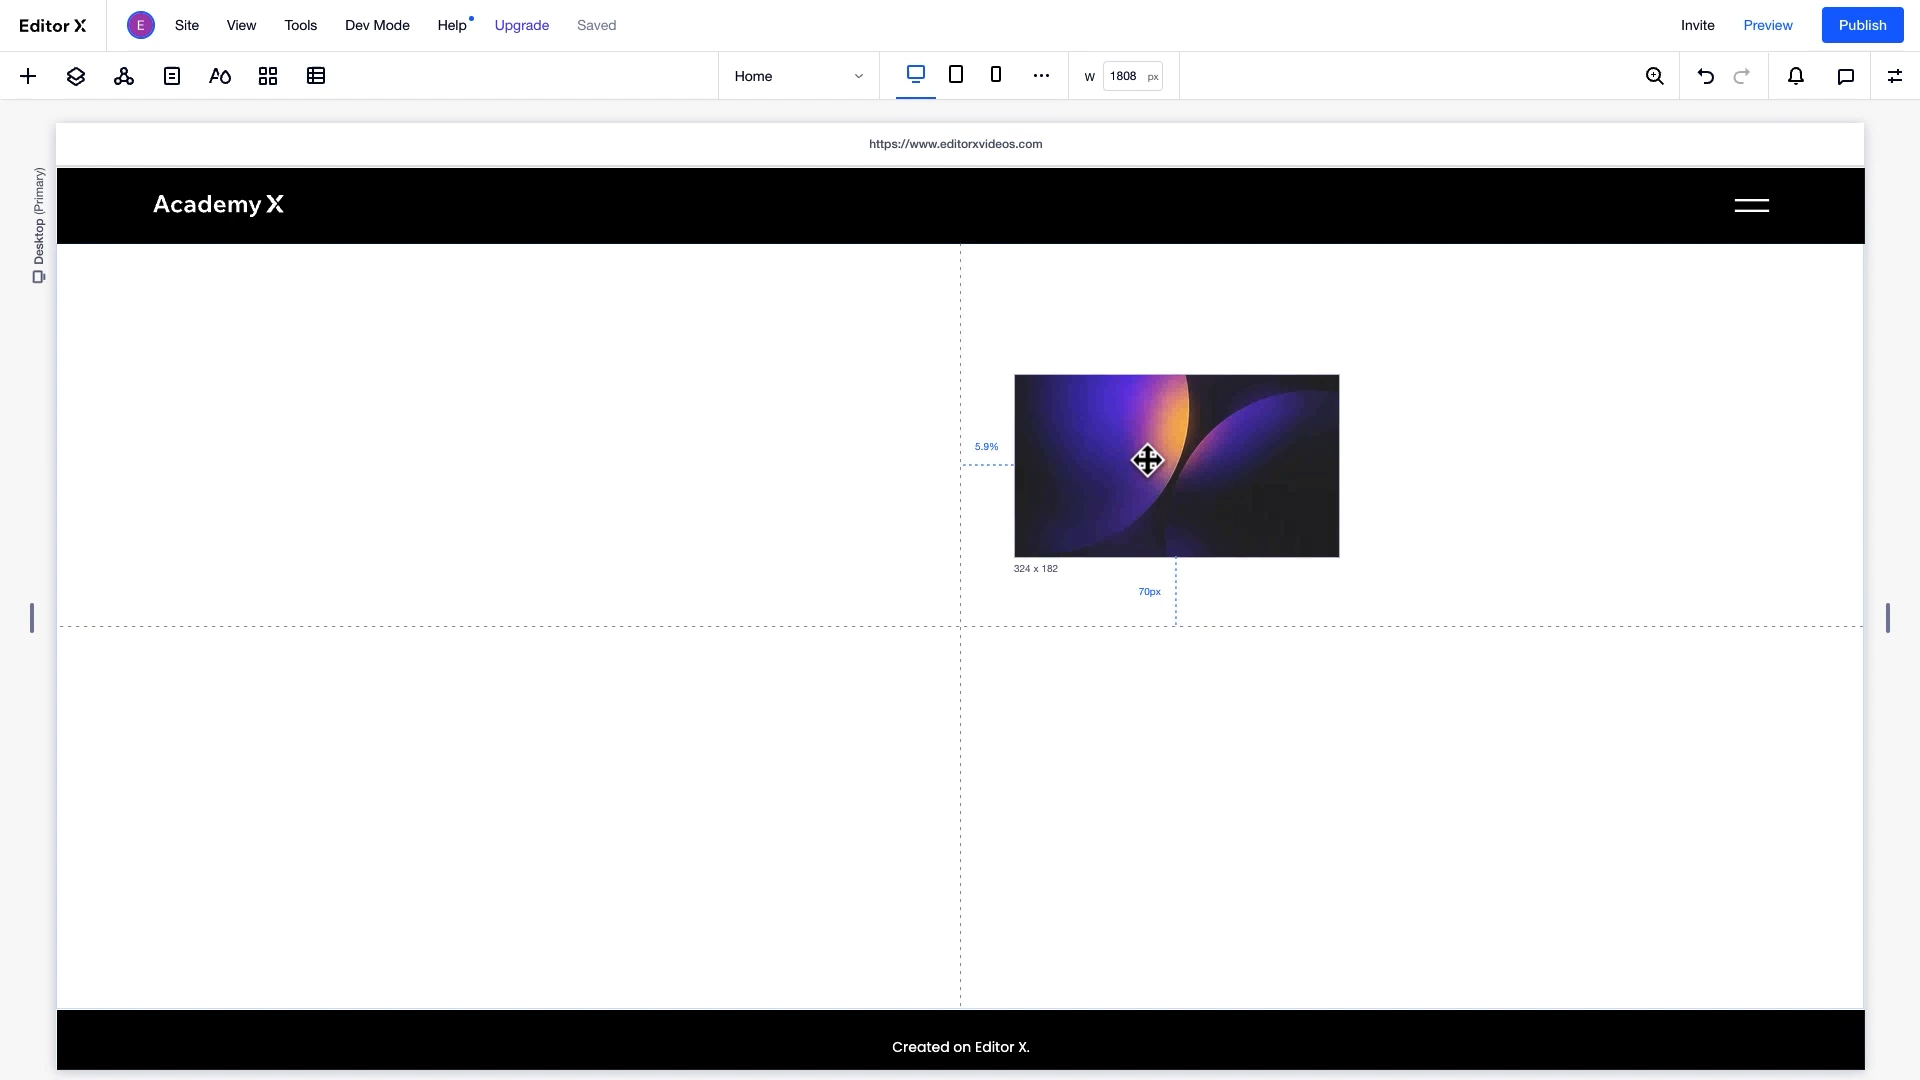 Editor X
E
Site
View
Tools
Dev Mode
Help
Upgrade
Saved
Invite
Preview
Publish
Home
W
1808
px
https://www.editorxvideos.com
Desktop (Primary)
Academy X
5.9%
324 x 182
70px
Created on Editor X.